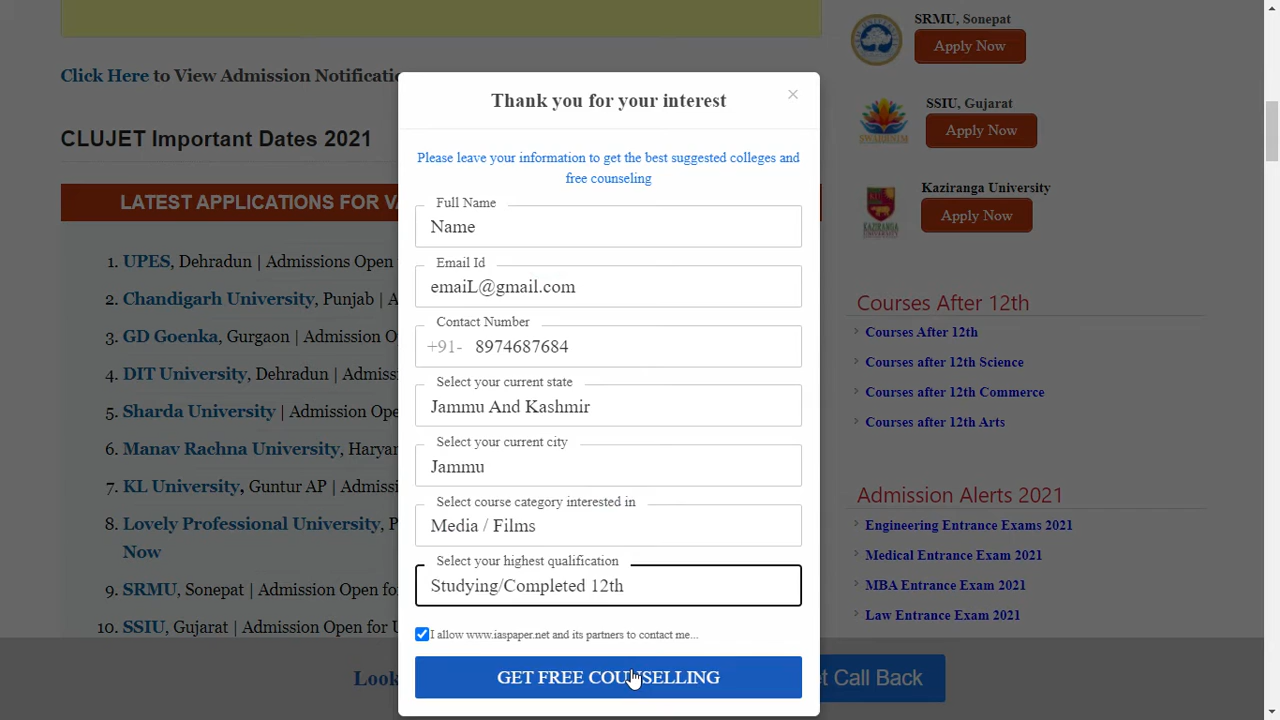 Click Here to View Admission Notificatio
CLUJET Important Dates 2021
LATEST APPLICATIONS FOR VA
1. UPES, Dehradun | Admissions Open
2. Chandigarh University, Punjab | A
3. GD Goenka, Gurgaon | Admission O
4. DIT University, Dehradun | Admiss
5. Sharda University | Admission Ope
6. Manav Rachna University, Haryan
7. KL University, Guntur AP | Admissi
8. Lovely Professional University, P
Now
9. SRMU, Sonepat | Admission Open fo
10. SSIU, Gujarat | Admission Open for U
Look
Thank you for your interest
×
Please leave your information to get the best suggested colleges and
free counseling
Full Name
Name
Email Id
emaiL@gmail.com
Contact Number
+91- 8974687684
Select your current state
Jammu And Kashmir
Select your current city
Jammu
Select course category interested in
Media / Films
Select your highest qualification
Studying/Completed 12th
I allow www.iaspaper.net and its partners to contact me...
GET FREE COUNSELLING
t Call Back
SRMU, Sonepat
Apply Now
SSIU, Gujarat
Apply Now
Kaziranga University
Apply Now
Courses After 12th
Courses After 12th
Courses after 12th Science
Courses after 12th Commerce
Courses after 12th Arts
Admission Alerts 2021
Engineering Entrance Exams 2021
Medical Entrance Exam 2021
MBA Entrance Exam 2021
Law Entrance Exam 2021